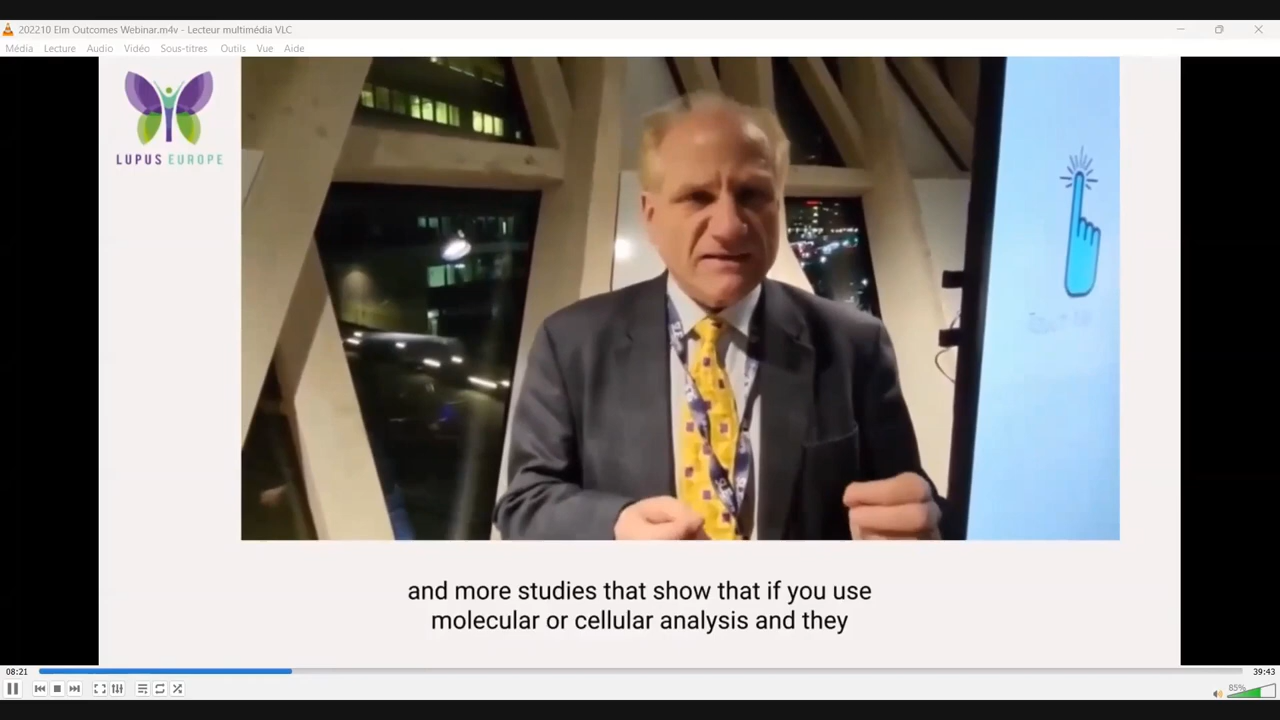 202210 Elm Outcomes Webinar.m4v - Lecteur multimédia VLC
Média Lecture Audio Vidéo Sous-titres Outils Vue Aide
LUPUS EUROPE
and more studies that show that if you use
molecular or cellular analysis and they
08:21
39:43
85%